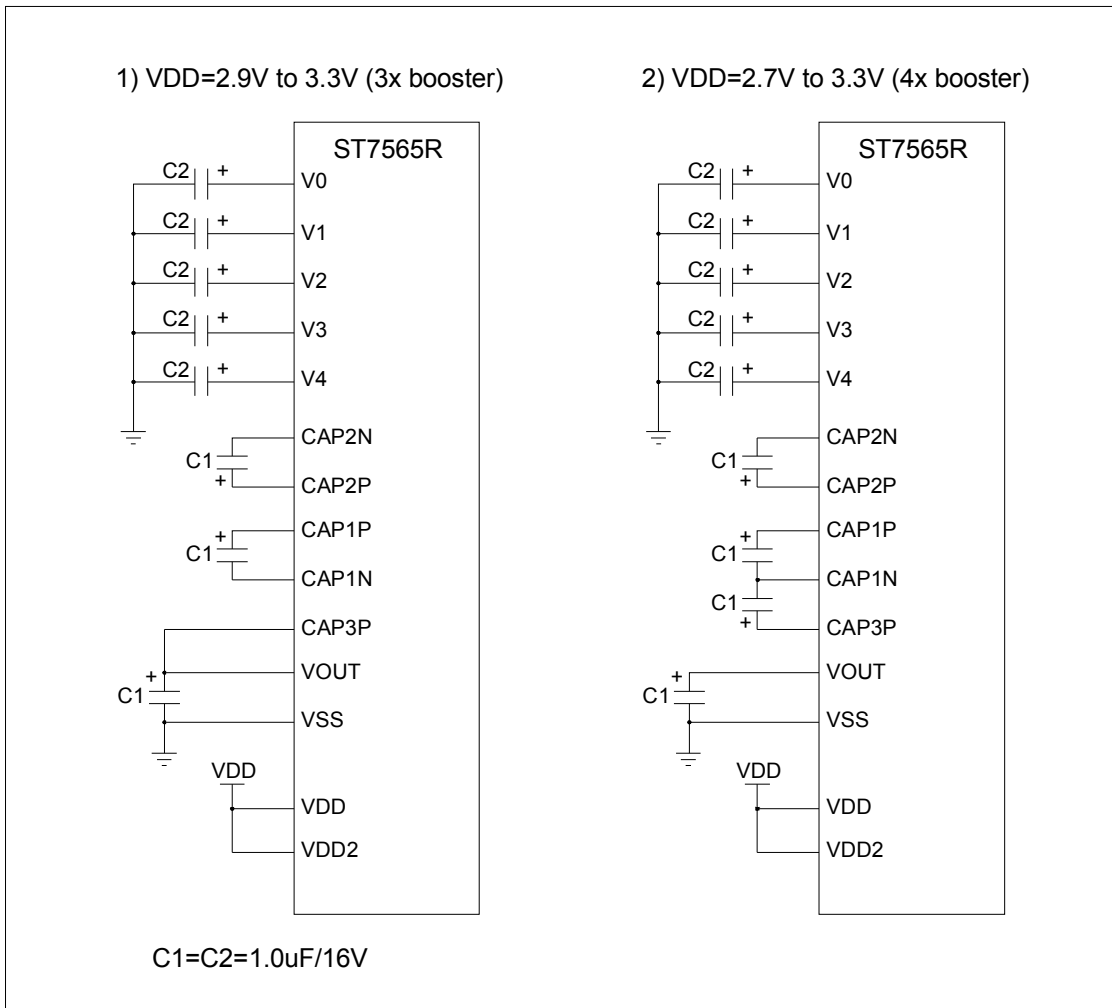 1) VDD=2.9V to 3.3V (3x booster)
ST7565R
C2 + V0
C2 + V1
C2 + V2
C2 + V3
C2 + V4
CAP2N
C1
+ CAP2P
+ CAP1P
C1
CAP1N
CAP3P
+ VOUT
C1
VSS
VDD
VDD
VDD2
C1=C2=1.0uF/16V
2) VDD=2.7V to 3.3V (4x booster)
ST7565R
C2 + V0
C2 + V1
C2 + V2
C2 + V3
C2 + V4
CAP2N
C1
+ CAP2P
+ CAP1P
C1
CAP1N
C1
+ CAP3P
+ VOUT
C1
VSS
VDD
VDD
VDD2